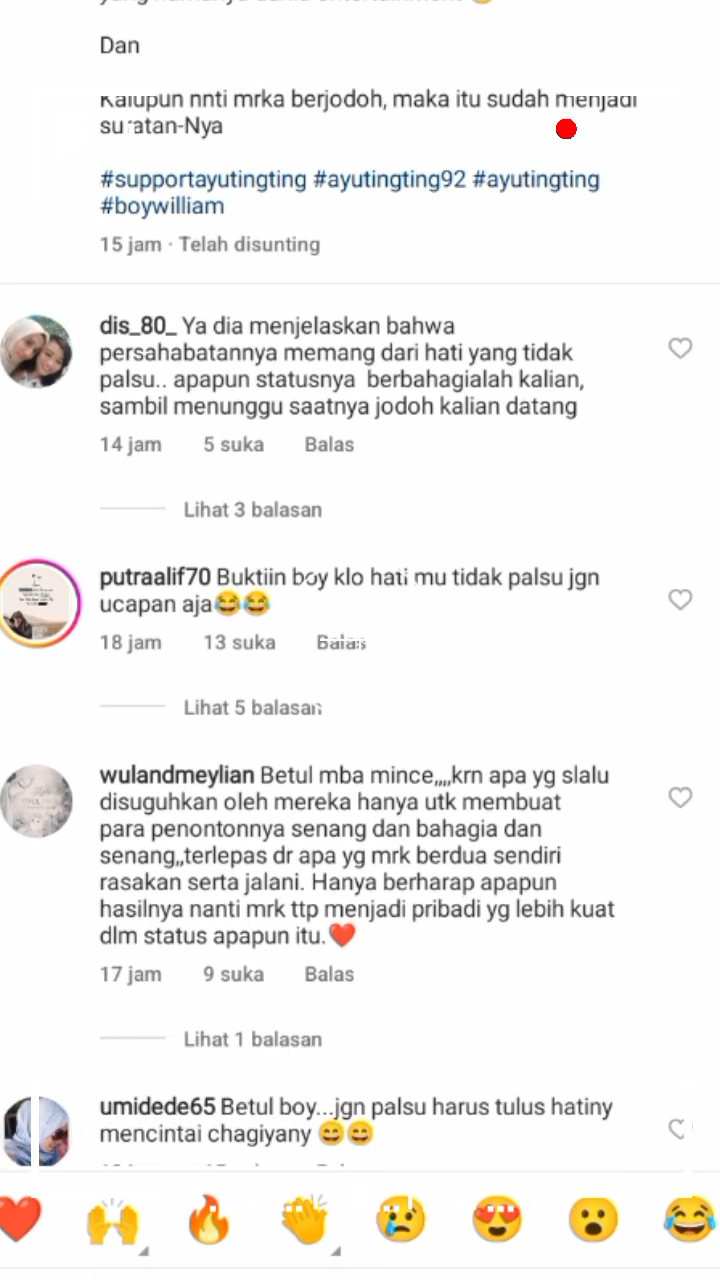 Dan
Kalupun nnti mrka berjodoh, maka itu sudah menjadi
suratan-Nya
#supportayutingting #ayutingting92 #ayutingting
#boywilliam
15 jam · Telah disunting
dis_80_ Ya dia menjelaskan bahwa
persahabatannya memang dari hati yang tidak
palsu.. apapun statusnya berbahagialah kalian,
sambil menunggu saatnya jodoh kalian datang
14 jam 5 suka Balas
Lihat 3 balasan
putraalif70 Buktiin boy klo hati mu tidak palsu jgn
ucapan aja😂😂
18 jam 13 suka Balas
Lihat 5 balasan
wulandmeylian Betul mba mince,,,,krn apa yg slalu
disuguhkan oleh mereka hanya utk membuat
para penontonnya senang dan bahagia dan
senang,,terlepas dr apa yg mrk berdua sendiri
rasakan serta jalani. Hanya berharap apapun
hasilnya nanti mrk ttp menjadi pribadi yg lebih kuat
dlm status apapun itu.❤️
17 jam 9 suka Balas
Lihat 1 balasan
umidede65 Betul boy...jgn palsu harus tulus hatiny
mencintai chagiyany 😄😄